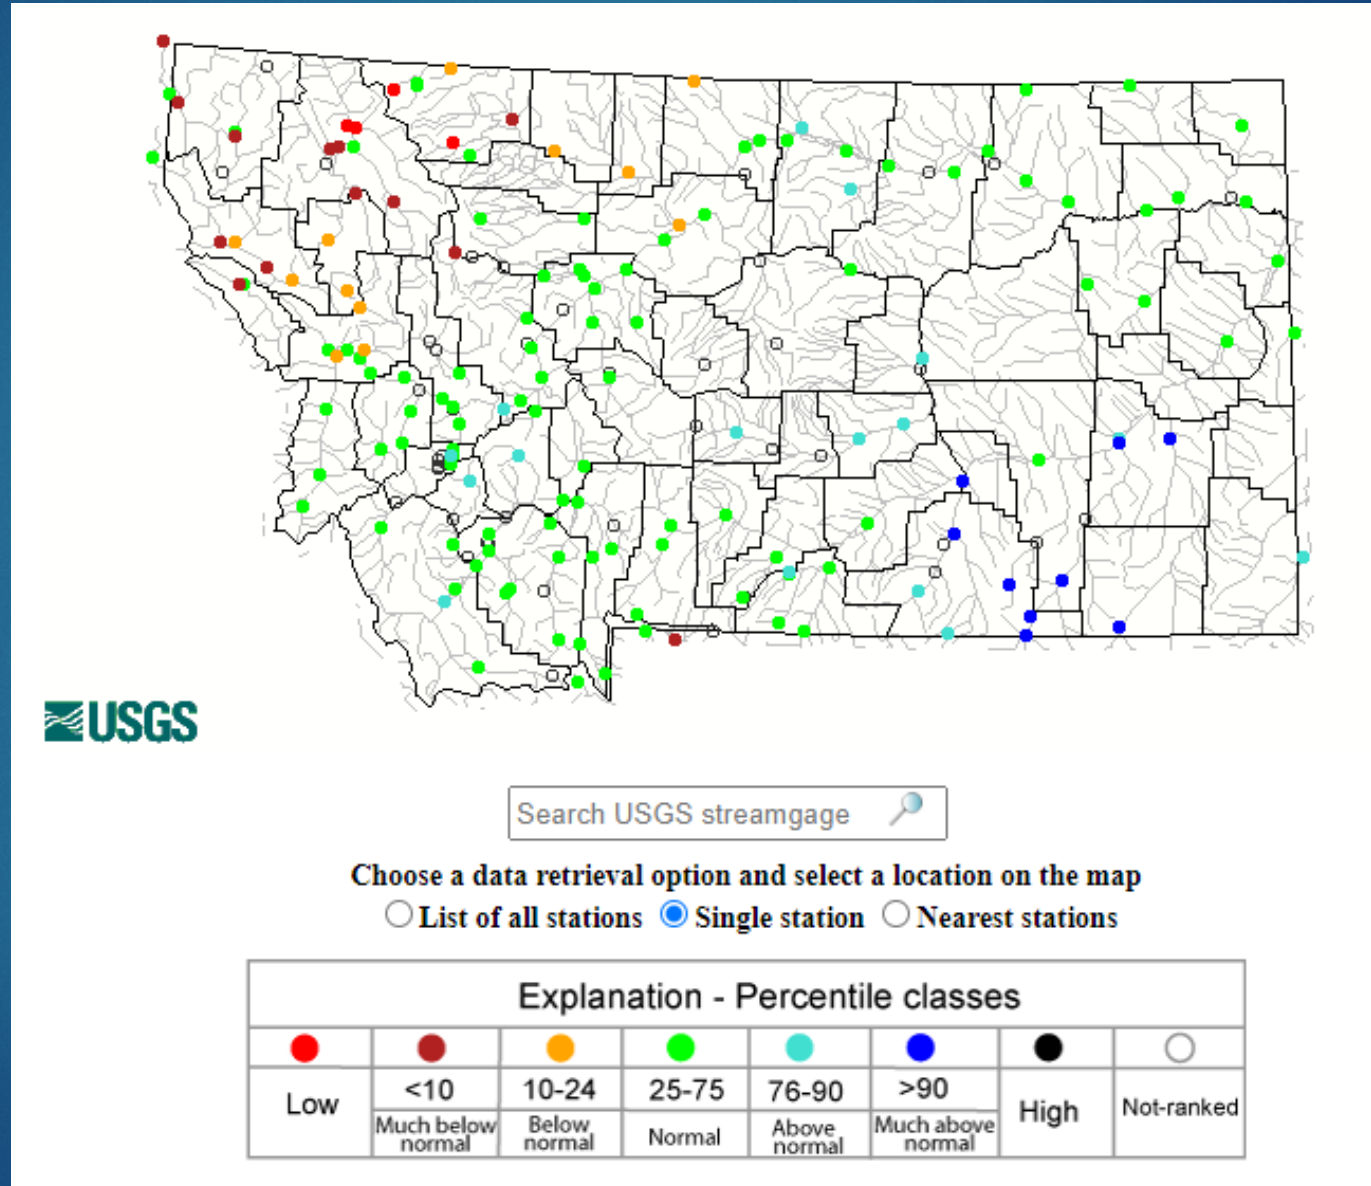 USGS
Search USGS streamgage
Choose a data retrieval option and select a location on the map
List of all stations Single station Nearest stations
Explanation - Percentile classes
Low <10 10-24 25-75 76-90 >90 High Not-ranked
Much below normal Below normal Normal Above normal Much above normal